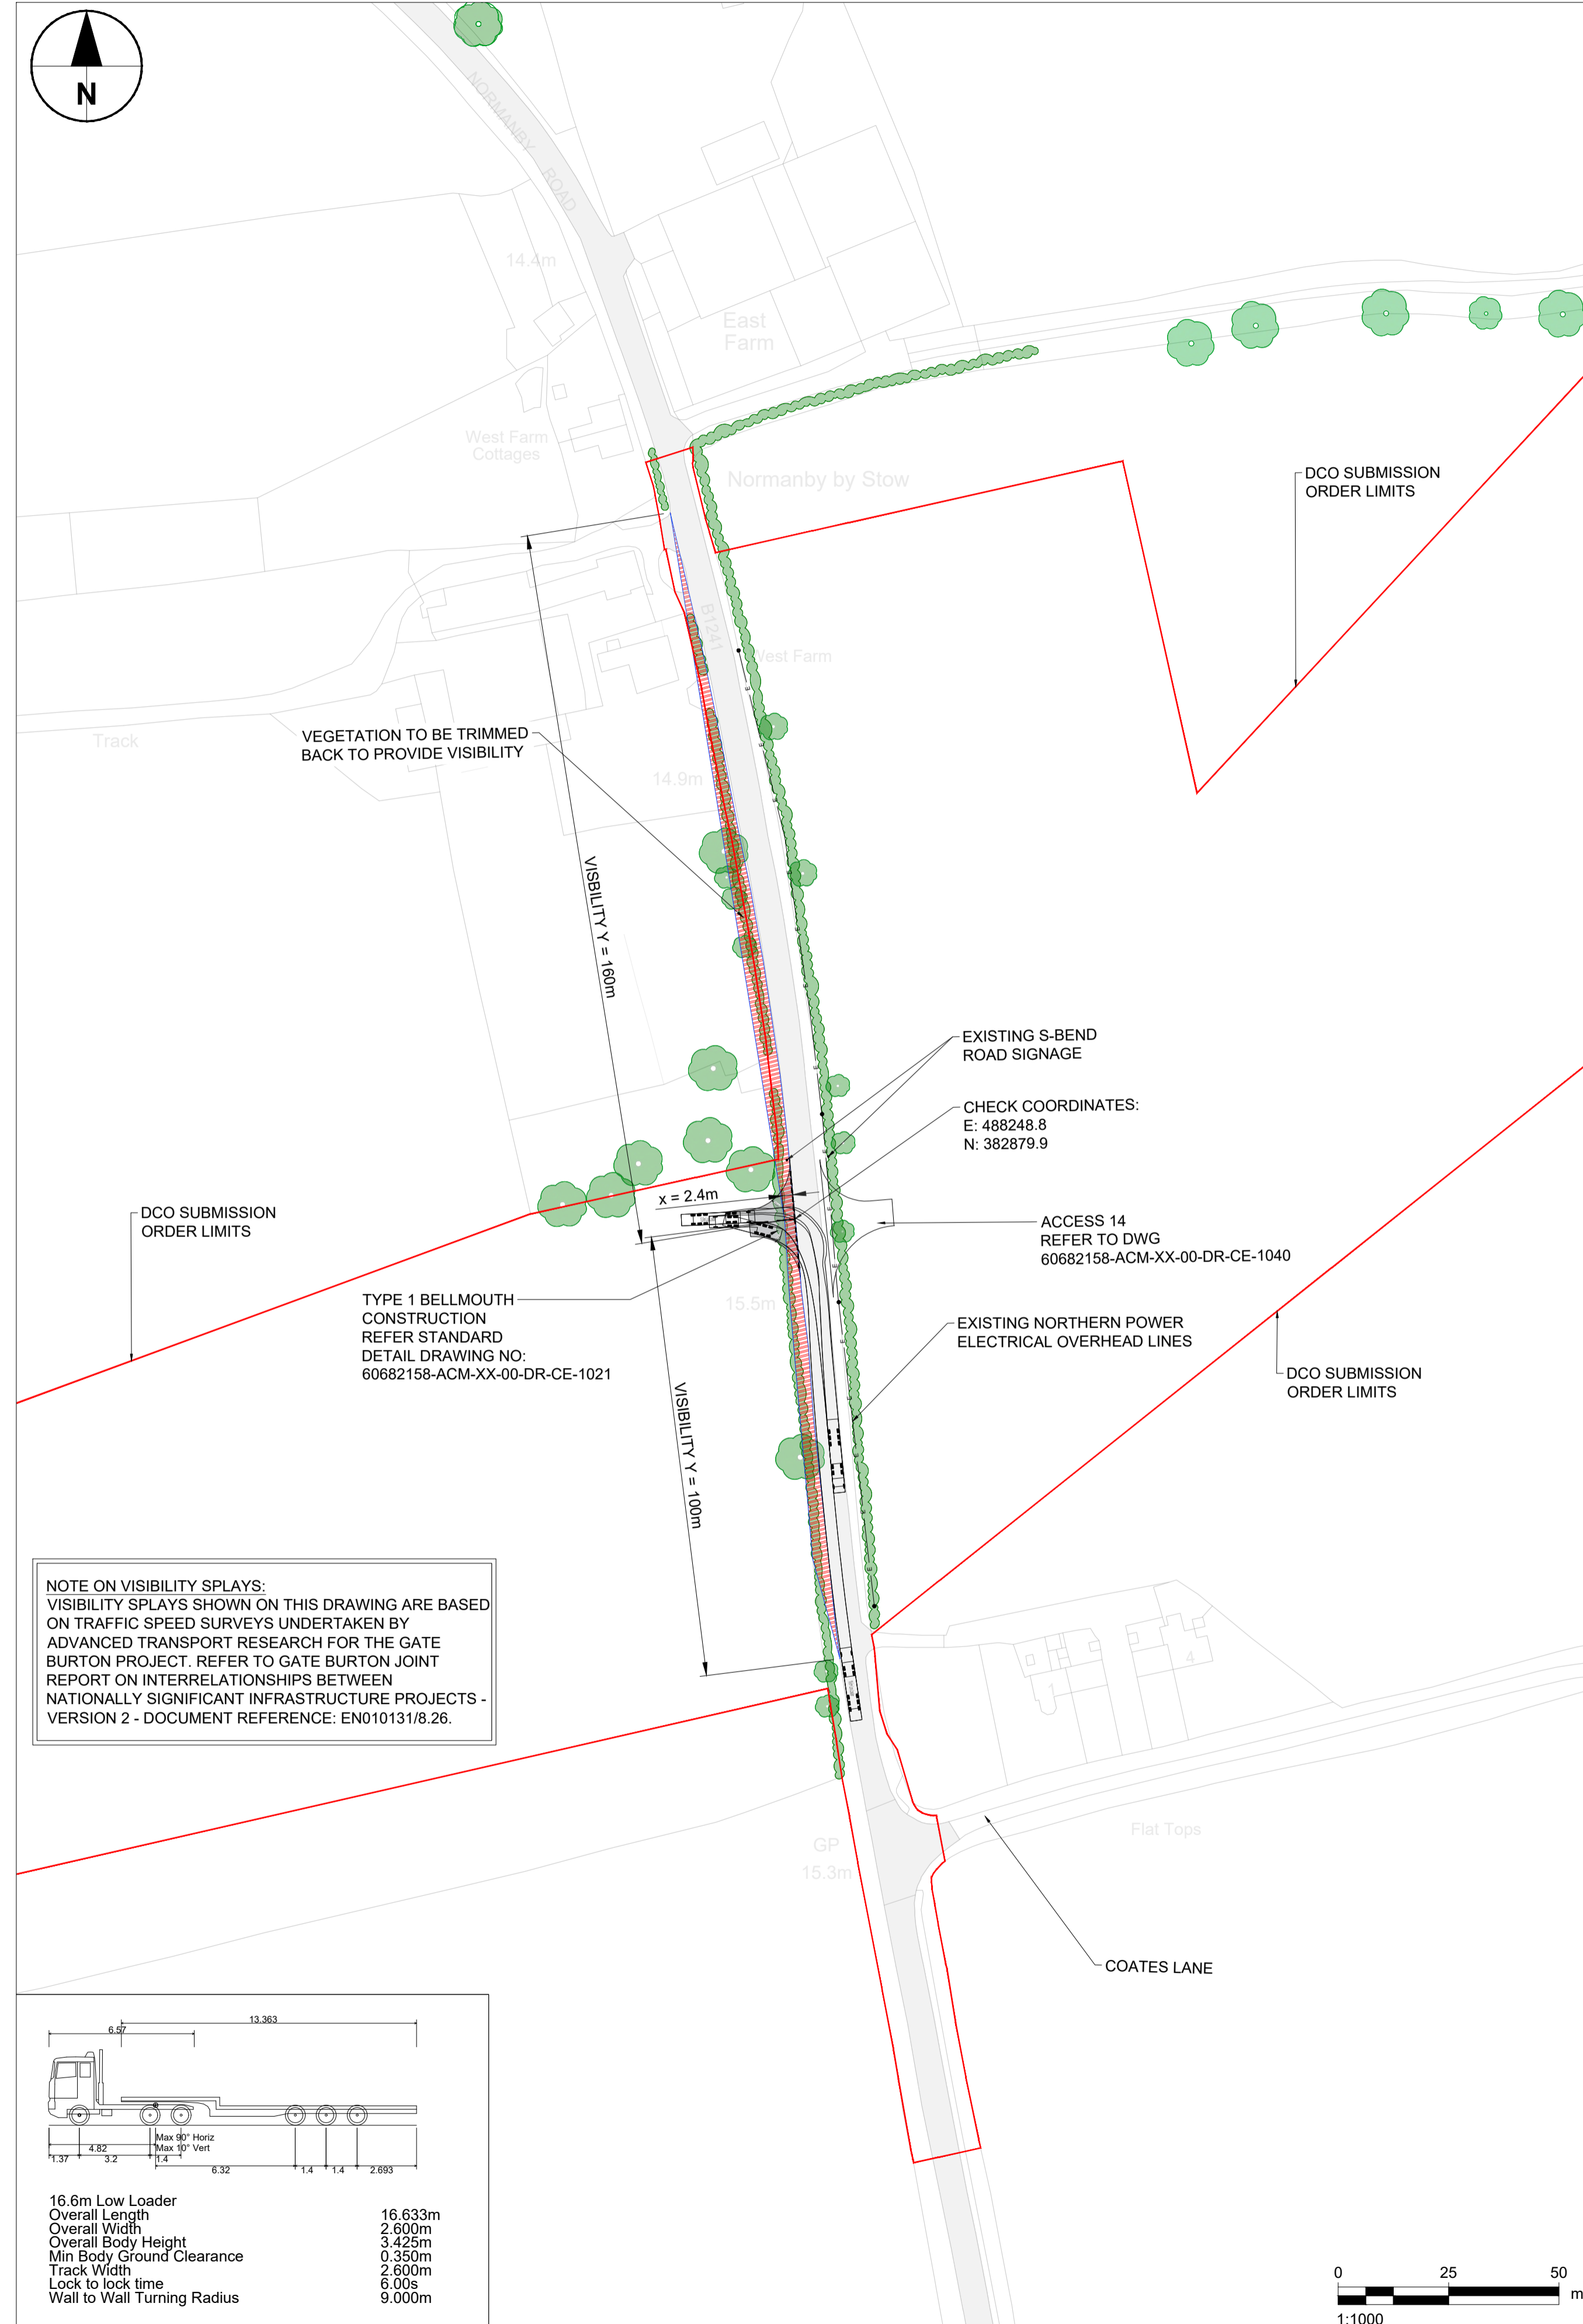 N
NORMANBY ROAD
14.4m
East
Farm
West Farm
Cottages
Normanby by Stow
DCO SUBMISSION
ORDER LIMITS
B1241
West Farm
Track
VEGETATION TO BE TRIMMED
BACK TO PROVIDE VISIBILITY
14.9m
VISBILITY Y = 160m
EXISTING S-BEND
ROAD SIGNAGE
CHECK COORDINATES:
E: 488248.8
N: 382879.9
x = 2.4m
DCO SUBMISSION
ORDER LIMITS
ACCESS 14
REFER TO DWG
60682158-ACM-XX-00-DR-CE-1040
TYPE 1 BELLMOUTH
CONSTRUCTION
REFER STANDARD
DETAIL DRAWING NO:
60682158-ACM-XX-00-DR-CE-1021
15.5m
EXISTING NORTHERN POWER
ELECTRICAL OVERHEAD LINES
DCO SUBMISSION
ORDER LIMITS
VISIBILITY Y = 100m
NOTE ON VISIBILITY SPLAYS:
VISIBILITY SPLAYS SHOWN ON THIS DRAWING ARE BASED
ON TRAFFIC SPEED SURVEYS UNDERTAKEN BY
ADVANCED TRANSPORT RESEARCH FOR THE GATE
BURTON PROJECT. REFER TO GATE BURTON JOINT
REPORT ON INTERRELATIONSHIPS BETWEEN
NATIONALLY SIGNIFICANT INFRASTRUCTURE PROJECTS -
VERSION 2 - DOCUMENT REFERENCE: EN010131/8.26.
1
4
GP
15.3m
Flat Tops
COATES LANE
13.363
6.57
Max 90° Horiz
Max 10° Vert
4.82
1.37
3.2
1.4
6.32
1.4
1.4
2.693
16.6m Low Loader
Overall Length 16.633m
Overall Width 2.600m
Overall Body Height 3.425m
Min Body Ground Clearance 0.350m
Track Width 2.600m
Lock to lock time 6.00s
Wall to Wall Turning Radius 9.000m
0 25 50
m
1:1000